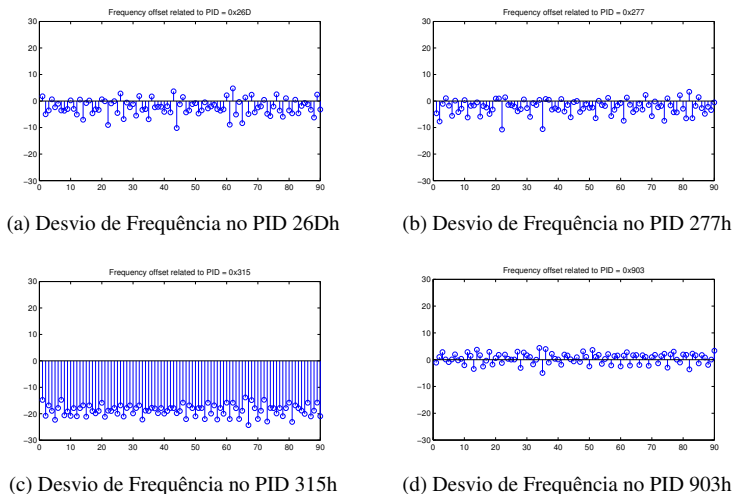 Frequency offset related to PID = 0x26D
30
20
10
0
−10
−20
−30
0 10 20 30 40 50 60 70 80 90
(a) Desvio de Frequência no PID 26Dh
Frequency offset related to PID = 0x277
30
20
10
0
−10
−20
−30
0 10 20 30 40 50 60 70 80 90
(b) Desvio de Frequência no PID 277h
Frequency offset related to PID = 0x315
30
20
10
0
−10
−20
−30
−40
0 10 20 30 40 50 60 70 80 90
(c) Desvio de Frequência no PID 315h
Frequency offset related to PID = 0x903
30
20
10
0
−10
−20
−30
0 10 20 30 40 50 60 70 80 90
(d) Desvio de Frequência no PID 903h